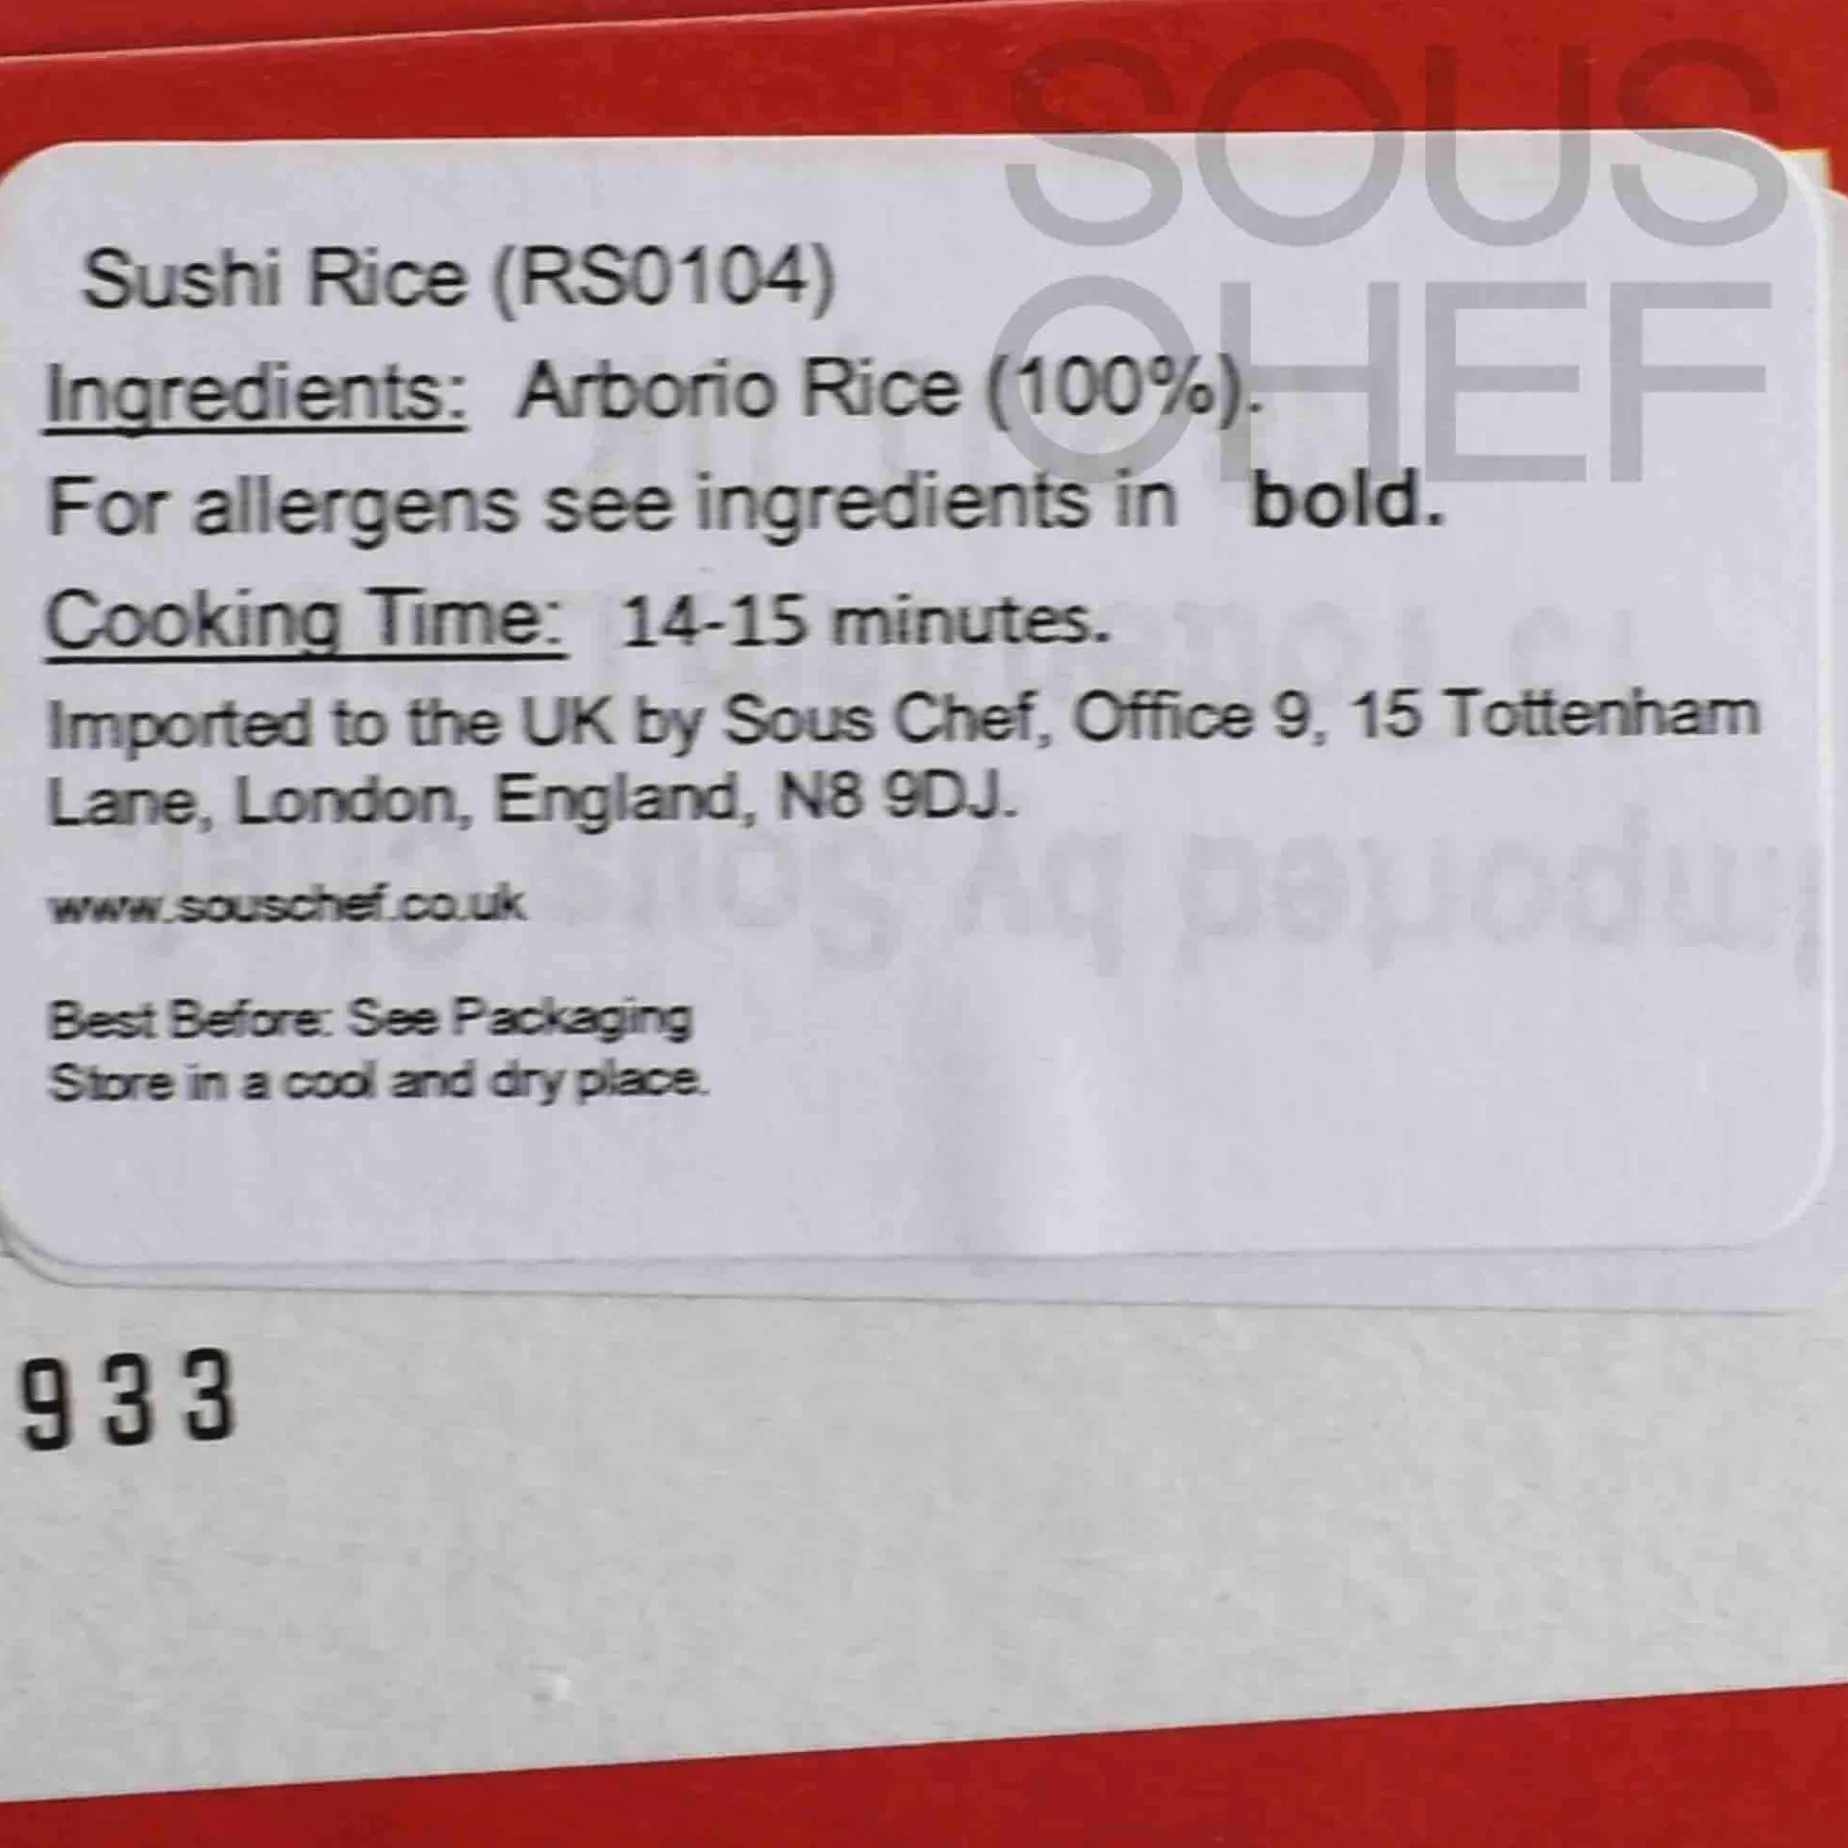 SOUS
CHEF
Sushi Rice (RS0104)
Ingredients: Arborio Rice (100%).
For allergens see ingredients in bold.
Cooking Time: 14-15 minutes.
Imported to the UK by Sous Chef, Office 9, 15 Tottenham
Lane, London, England, N8 9DJ.
www.souschef.co.uk
Best Before: See Packaging
Store in a cool and dry place.
933